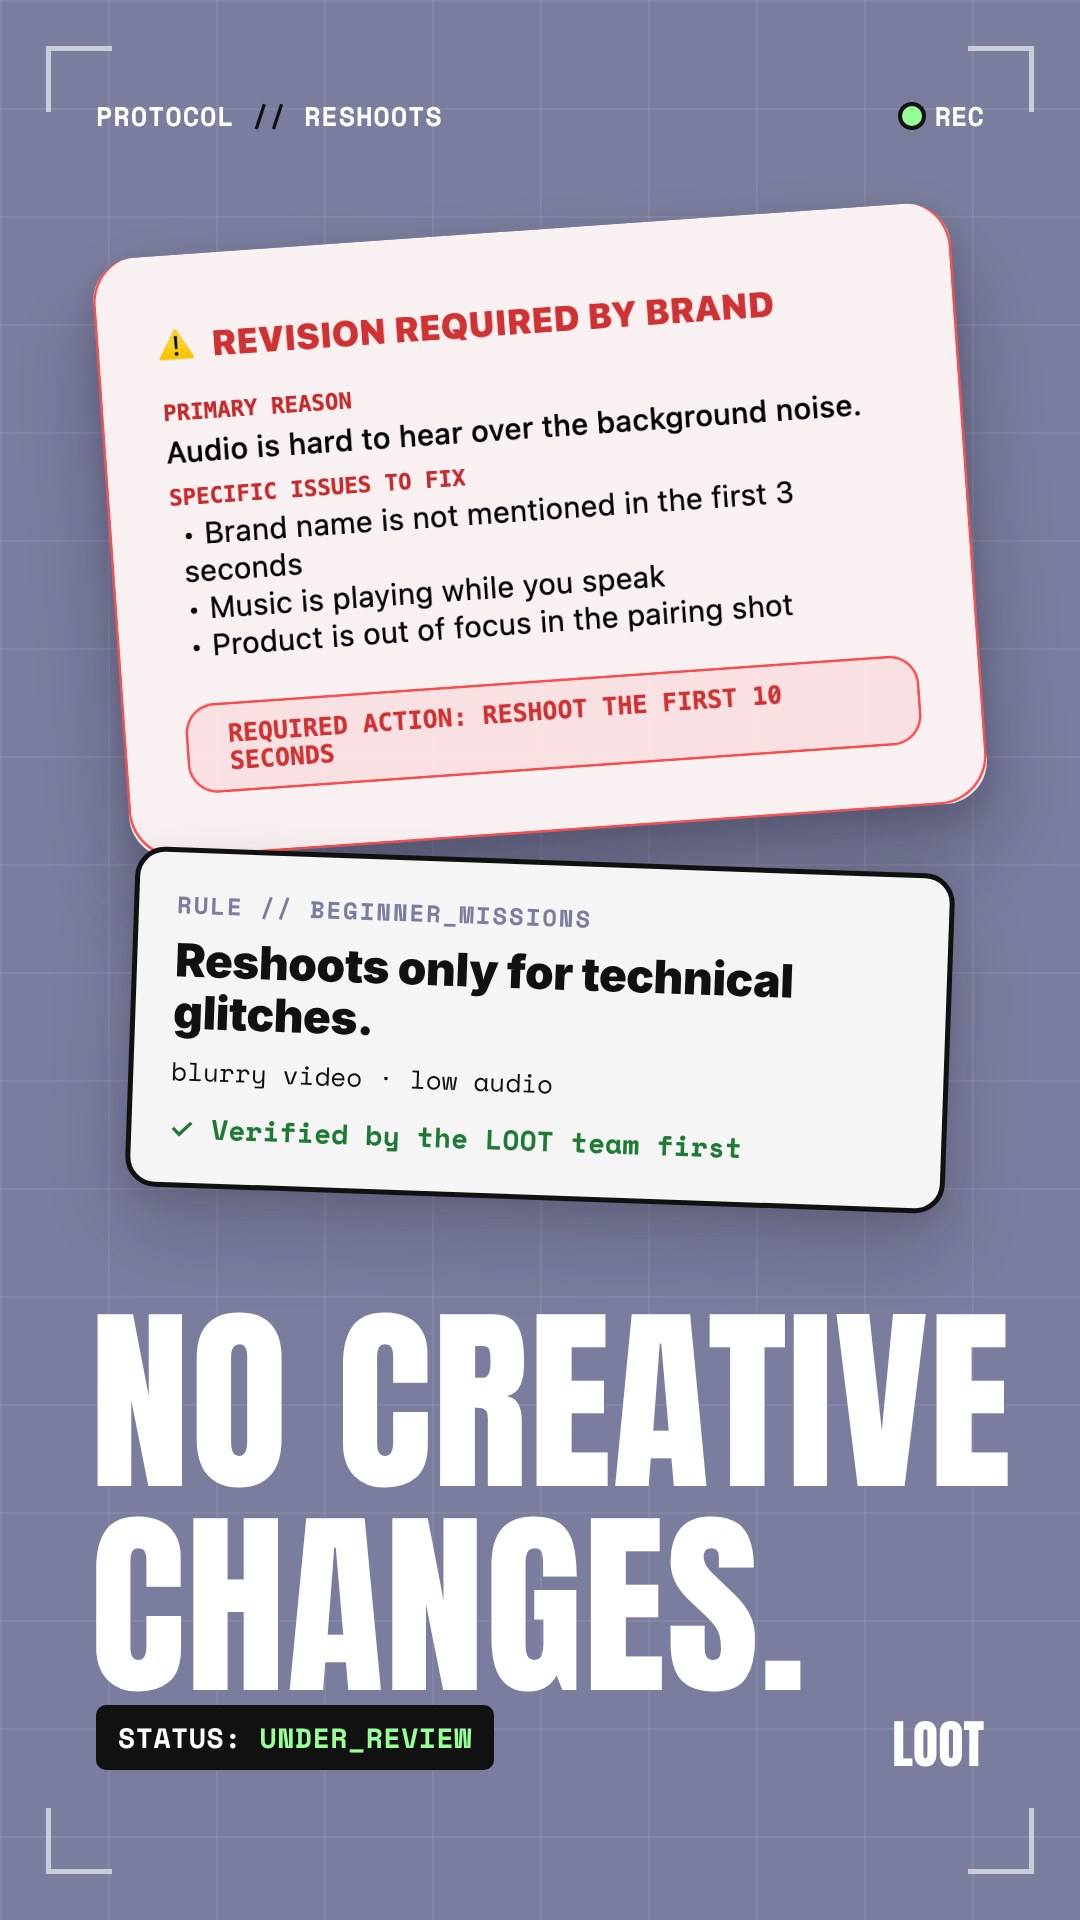 PROTOCOL // RESHOOTS
REC
⚠️ REVISION REQUIRED BY BRAND
PRIMARY REASON
Audio is hard to hear over the background noise.
SPECIFIC ISSUES TO FIX
• Brand name is not mentioned in the first 3
seconds
• Music is playing while you speak
• Product is out of focus in the pairing shot
REQUIRED ACTION: RESHOOT THE FIRST 10
SECONDS
RULE // BEGINNER_MISSIONS
Reshoots only for technical
glitches.
blurry video · low audio
✓ Verified by the LOOT team first
NO CREATIVE
CHANGES.
STATUS: UNDER_REVIEW
LOOT